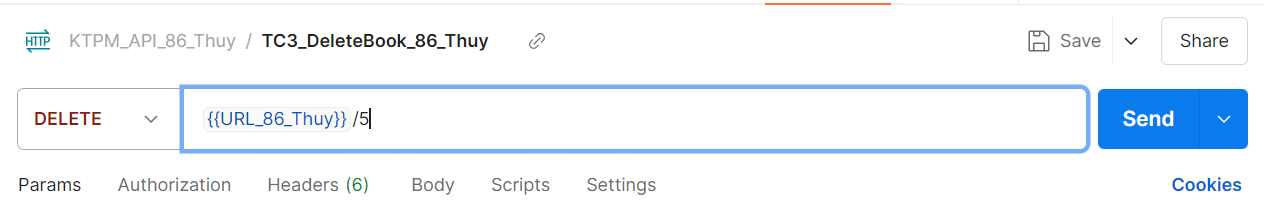 HTTP KTPM_API_86_Thuy / TC3_DeleteBook_86_Thuy Save Share
DELETE {{URL_86_Thuy}} /5 Send
Params Authorization Headers (6) Body Scripts Settings Cookies